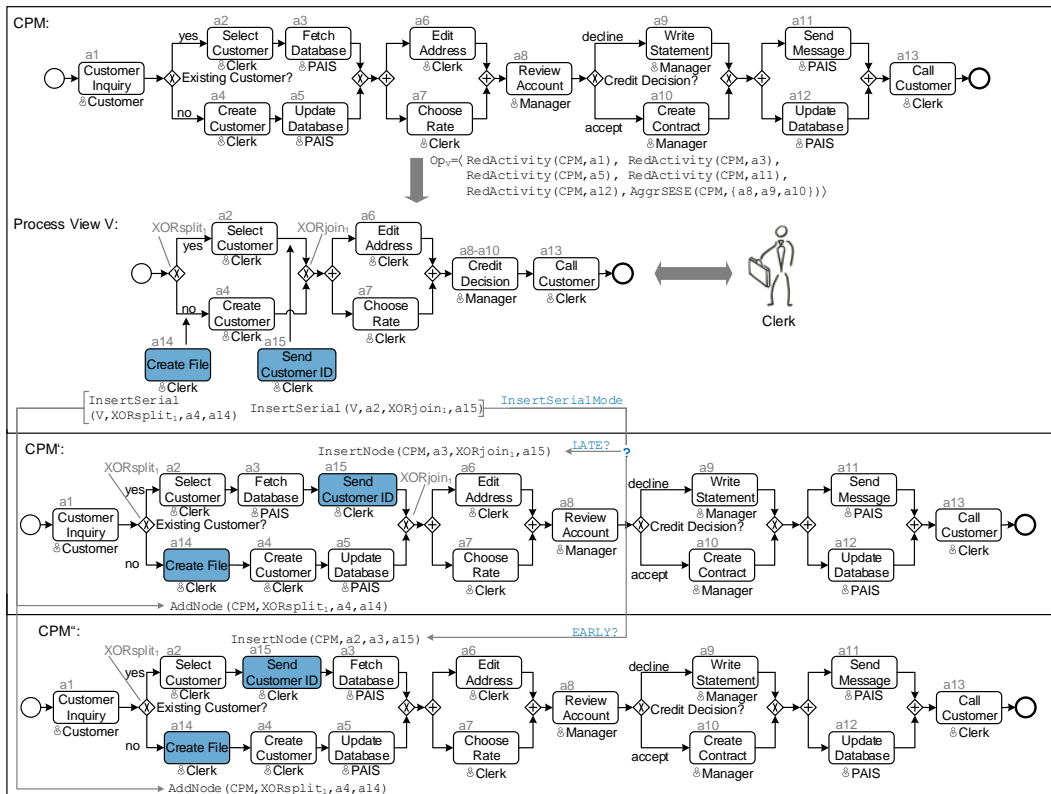 CPM:
a1
Customer
Inquiry
Customer
yes
no
Existing Customer?
a2
Select
Customer
Clerk
a3
Fetch
Database
PAIS
a4
Create
Customer
Clerk
a5
Update
Database
PAIS
a6
Edit
Address
Clerk
a7
Choose
Rate
Clerk
a8
Review
Account
Manager
decline
accept
Credit Decision?
a9
Write
Statement
Manager
a10
Create
Contract
Manager
a11
Send
Message
PAIS
a12
Update
Database
PAIS
a13
Call
Customer
Clerk
Opv=⟨ RedActivity(CPM,a1), RedActivity(CPM,a3),
RedActivity(CPM,a5), RedActivity(CPM,a11),
RedActivity(CPM,a12),AggrSESE(CPM,{a8,a9,a10})⟩
Process View V:
XORsplit1
yes
no
a2
Select
Customer
Clerk
XORjoin1
a4
Create
Customer
Clerk
a6
Edit
Address
Clerk
a7
Choose
Rate
Clerk
a8-a10
Credit
Decision
Manager
a13
Call
Customer
Clerk
Clerk
a14
Create File
Clerk
a15
Send
Customer ID
Clerk
InsertSerial
(V,XORsplit1,a4,a14)
InsertSerial(V,a2,XORjoin1,a15)
InsertSerialMode
CPM‘:
InsertNode(CPM,a3,XORjoin1,a15)
LATE?
?
XORsplit1
a1
Customer
Inquiry
Customer
yes
no
Existing Customer?
a2
Select
Customer
Clerk
a3
Fetch
Database
PAIS
a15
Send
Customer ID
Clerk
XORjoin1
a14
Create File
Clerk
a4
Create
Customer
Clerk
a5
Update
Database
PAIS
a6
Edit
Address
Clerk
a7
Choose
Rate
Clerk
a8
Review
Account
Manager
decline
accept
Credit Decision?
a9
Write
Statement
Manager
a10
Create
Contract
Manager
a11
Send
Message
PAIS
a12
Update
Database
PAIS
a13
Call
Customer
Clerk
AddNode(CPM,XORsplit1,a4,a14)
CPM“:
InsertNode(CPM,a2,a3,a15)
EARLY?
XORsplit1
a1
Customer
Inquiry
Customer
yes
no
Existing Customer?
a2
Select
Customer
Clerk
a15
Send
Customer ID
Clerk
a3
Fetch
Database
PAIS
a14
Create File
Clerk
a4
Create
Customer
Clerk
a5
Update
Database
PAIS
a6
Edit
Address
Clerk
a7
Choose
Rate
Clerk
a8
Review
Account
Manager
decline
accept
Credit Decision?
a9
Write
Statement
Manager
a10
Create
Contract
Manager
a11
Send
Message
PAIS
a12
Update
Database
PAIS
a13
Call
Customer
Clerk
AddNode(CPM,XORsplit1,a4,a14)